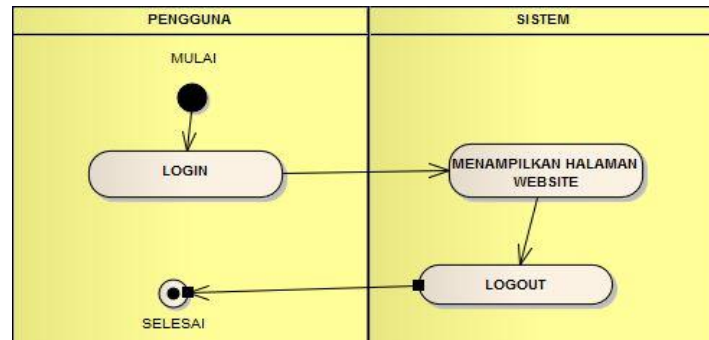 PENGGUNA
SISTEM
MULAI
LOGIN
MENAMPILKAN HALAMAN
WEBSITE
LOGOUT
SELESAI